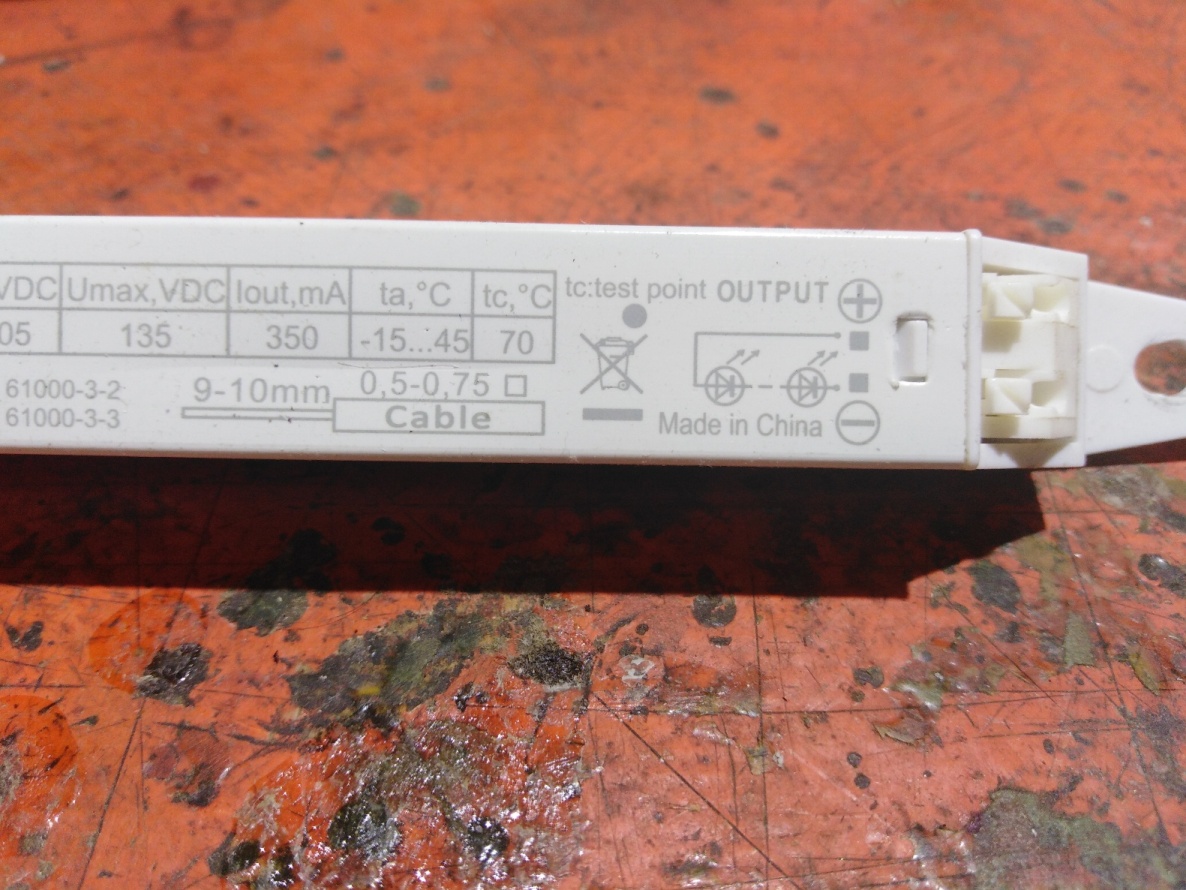 VDC Umax,VDC Iout,mA ta,°C tc,°C
05 135 350 -15...45 70
61000-3-2
61000-3-3
9-10mm 0,5-0,75 □
Cable
tc:test point OUTPUT +
Made in China −